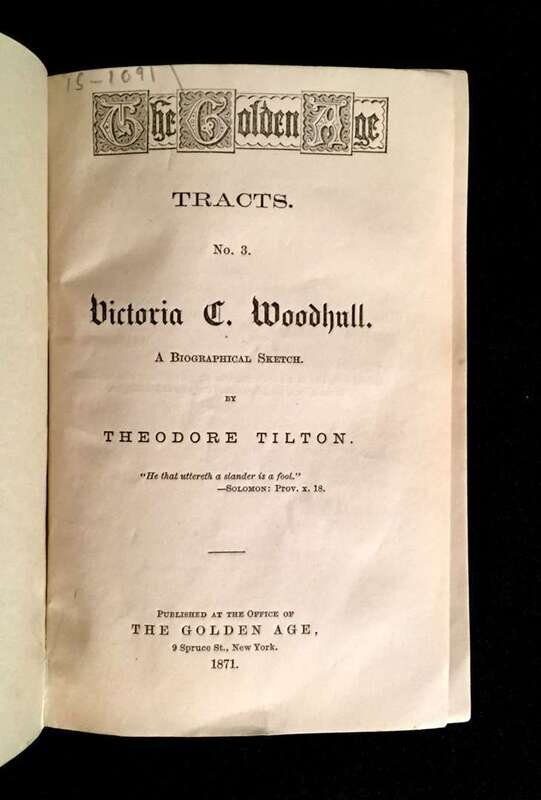 15-1091
The Golden Age
TRACTS.
No. 3.
Victoria C. Woodhull.
A Biographical Sketch.
BY
THEODORE TILTON.
"He that uttereth a slander is a fool."
—Solomon: Prov. x. 18.
Published at the Office of
THE GOLDEN AGE,
9 Spruce St., New York.
1871.